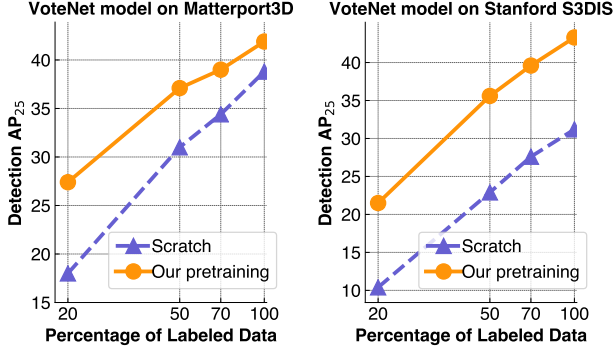 VoteNet model on Matterport3D
Detection AP25
40
35
30
25
20
15
20
50
70
100
Scratch
Our pretraining
Percentage of Labeled Data
VoteNet model on Stanford S3DIS
Detection AP25
40
35
30
25
20
15
10
20
50
70
100
Scratch
Our pretraining
Percentage of Labeled Data